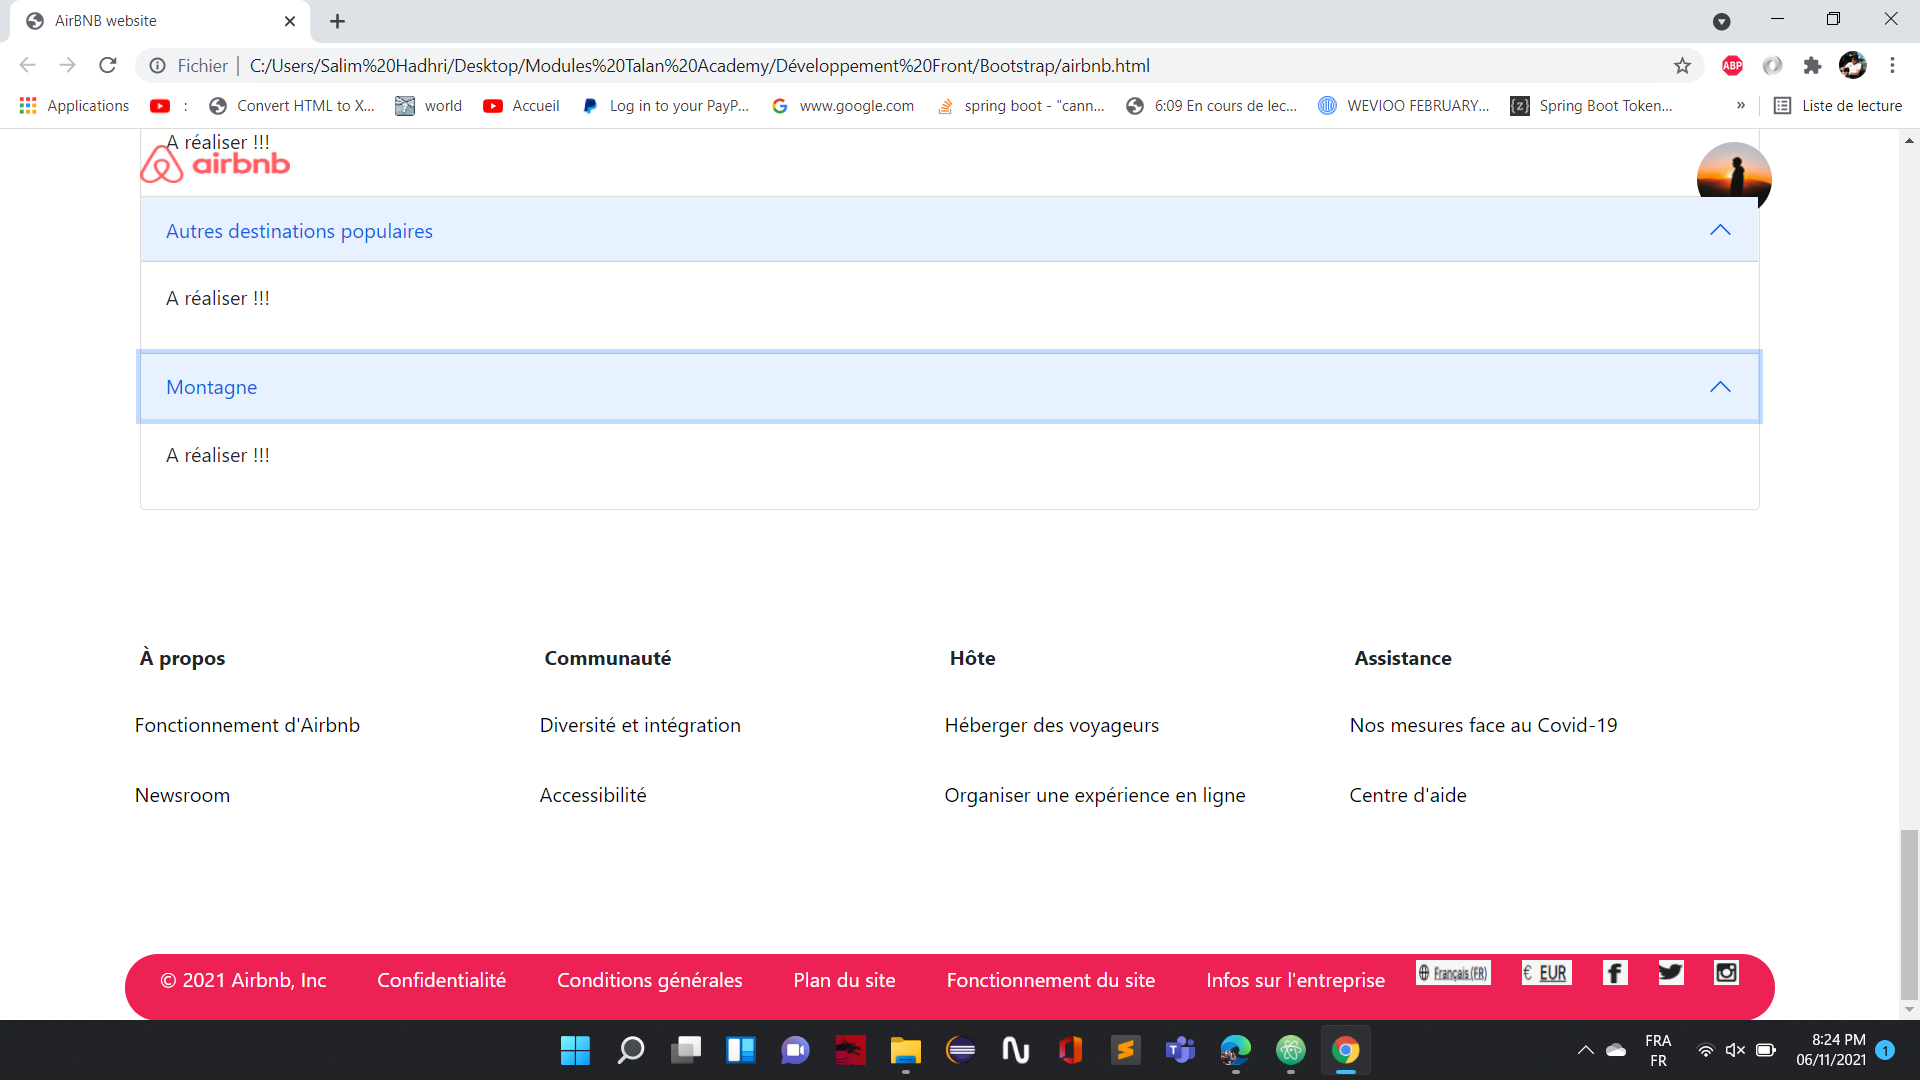 AirBNB website
Fichier | C:/Users/Salim%20Hadhri/Desktop/Modules%20Talan%20Academy/Développement%20Front/Bootstrap/airbnb.html
ABP
Applications : Convert HTML to X... world Accueil Log in to your PayP... www.google.com spring boot - "cann... 6:09 En cours de lec... WEVIOO FEBRUARY... {z} Spring Boot Token... » Liste de lecture
A réaliser !!!
airbnb
Autres destinations populaires
A réaliser !!!
Montagne
A réaliser !!!
À propos Communauté Hôte Assistance
Fonctionnement d'Airbnb Diversité et intégration Héberger des voyageurs Nos mesures face au Covid-19
Newsroom Accessibilité Organiser une expérience en ligne Centre d'aide
© 2021 Airbnb, Inc Confidentialité Conditions générales Plan du site Fonctionnement du site Infos sur l'entreprise Français (FR) € EUR
FRA
FR
8:24 PM
06/11/2021
1